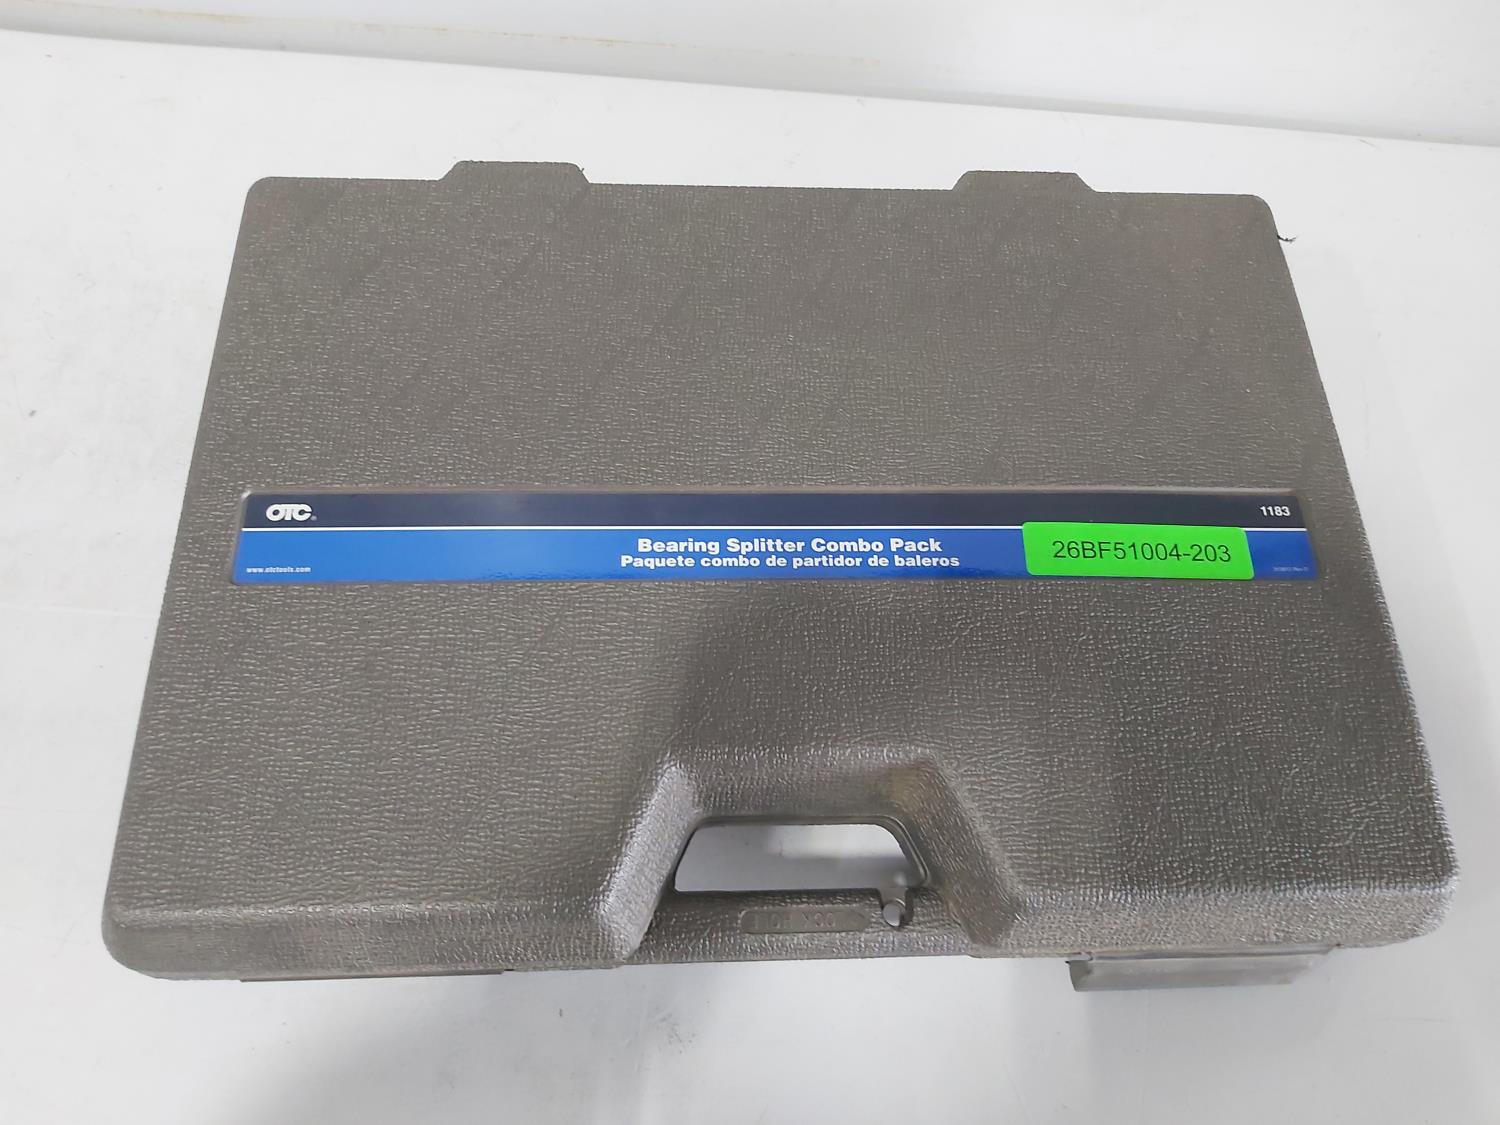 OTC
1183
Bearing Splitter Combo Pack
26BF51004-203
Paquete combo de partidor de baleros
www.otctools.com